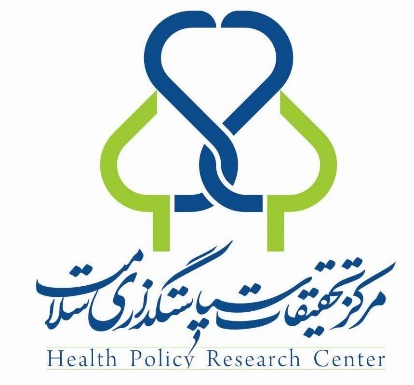 مرکز تحقیقات سیاستگذاری سلامت
Health Policy Research Center